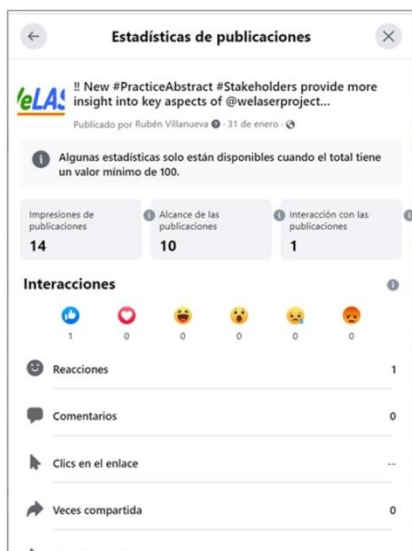 Estadísticas de publicaciones
!! New #PracticeAbstract #Stakeholders provide more
insight into key aspects of @welaserproject...
Publicado por Rubén Villanueva · 31 de enero ·
Algunas estadísticas solo están disponibles cuando el total tiene
un valor mínimo de 100.
Impresiones de
publicaciones
14
Alcance de las
publicaciones
10
Interacción con las
publicaciones
1
Interacciones
1 0 0 0 0 0
Reacciones 1
Comentarios 0
Clics en el enlace --
Veces compartida 0